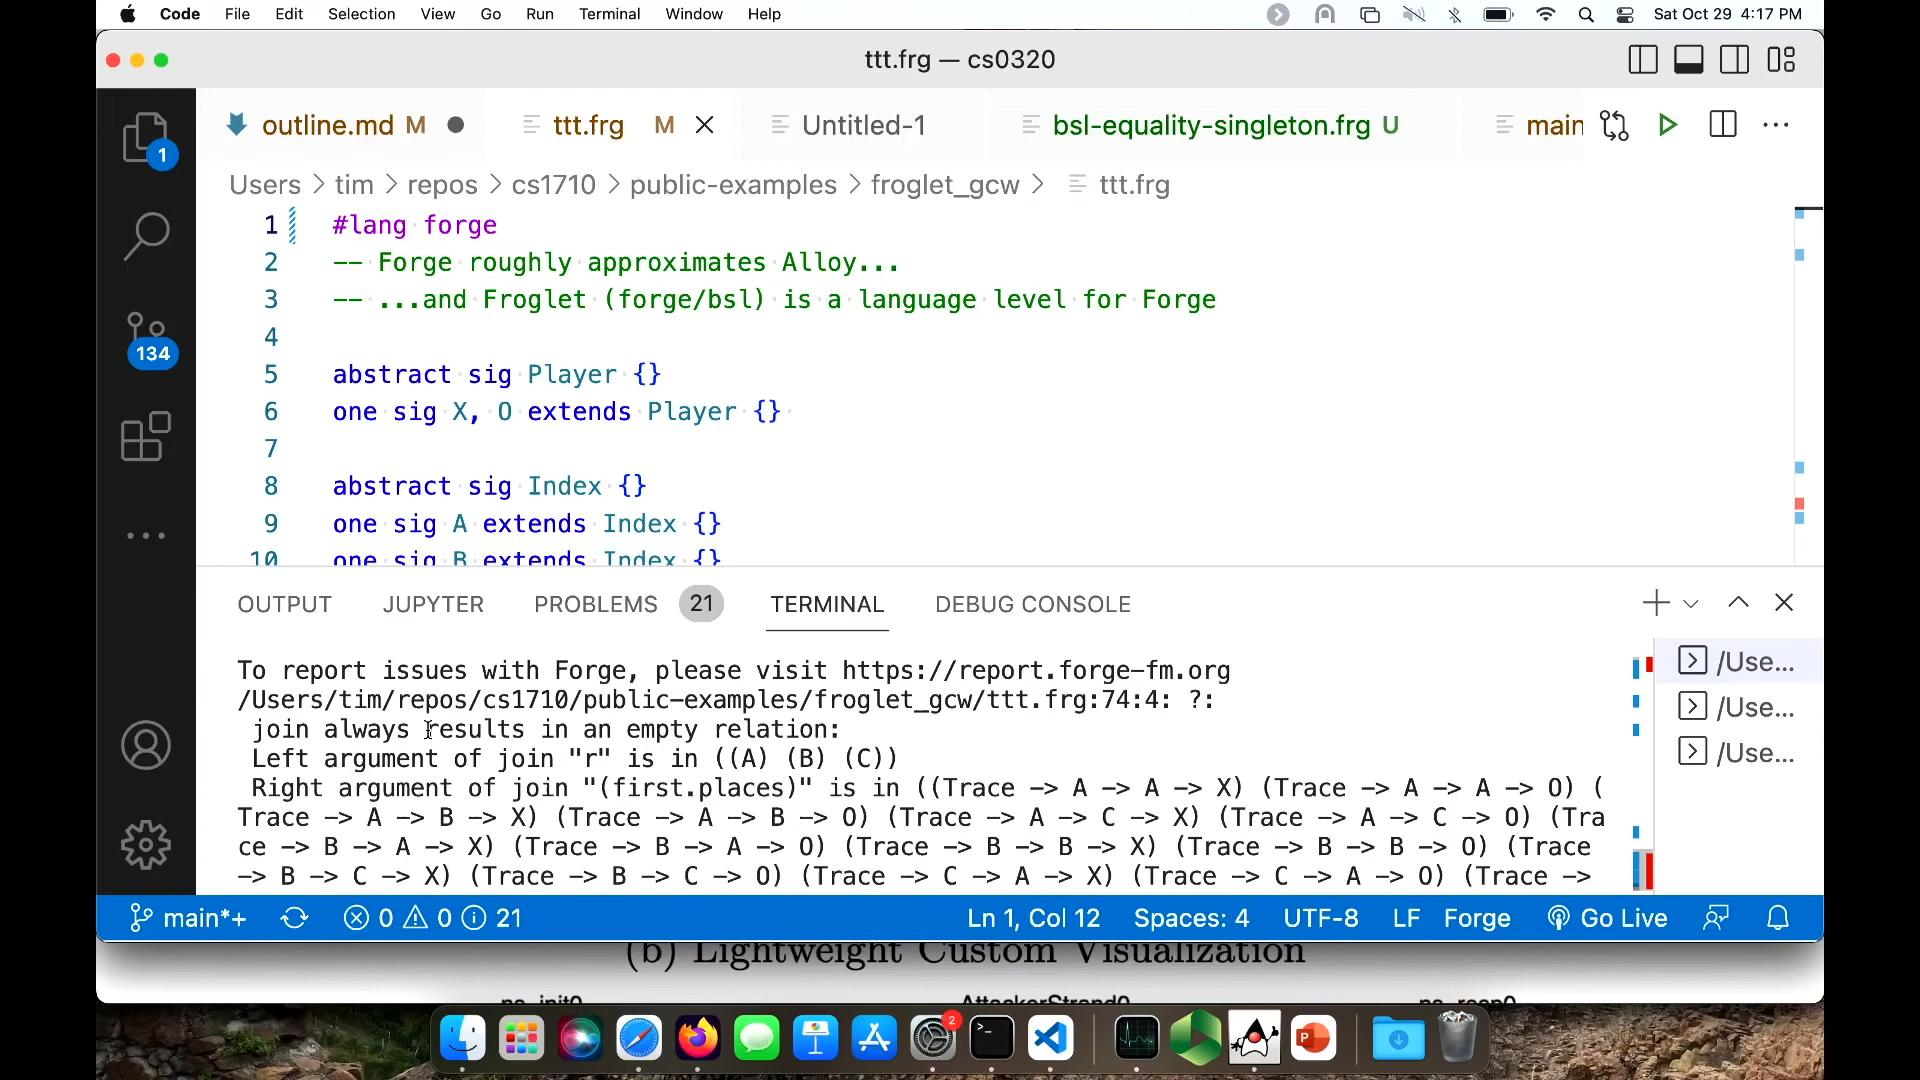 Code File Edit Selection View Go Run Terminal Window Help Sat Oct 29 4:17 PM
ttt.frg — cs0320
outline.md M ttt.frg M Untitled-1 bsl-equality-singleton.frg U main
Users > tim > repos > cs1710 > public-examples > froglet_gcw > ttt.frg
1 #lang forge
2 -- Forge roughly approximates Alloy...
3 -- ...and Froglet (forge/bsl) is a language level for Forge
4
5 abstract sig Player {}
6 one sig X, O extends Player {}
7
8 abstract sig Index {}
9 one sig A extends Index {}
10 one sig B extends Index {}
1
134
OUTPUT JUPYTER PROBLEMS 21 TERMINAL DEBUG CONSOLE
To report issues with Forge, please visit https://report.forge-fm.org
/Users/tim/repos/cs1710/public-examples/froglet_gcw/ttt.frg:74:4: ?:
join always results in an empty relation:
Left argument of join "r" is in ((A) (B) (C))
Right argument of join "(first.places)" is in ((Trace -> A -> A -> X) (Trace -> A -> A -> O) (
Trace -> A -> B -> X) (Trace -> A -> B -> O) (Trace -> A -> C -> X) (Trace -> A -> C -> O) (Tra
ce -> B -> A -> X) (Trace -> B -> A -> O) (Trace -> B -> B -> X) (Trace -> B -> B -> O) (Trace
-> B -> C -> X) (Trace -> B -> C -> O) (Trace -> C -> A -> X) (Trace -> C -> A -> O) (Trace ->
/Use...
/Use...
/Use...
main*+ 0 0 21 Ln 1, Col 12 Spaces: 4 UTF-8 LF Forge Go Live
(b) Lightweight Custom Visualization
2